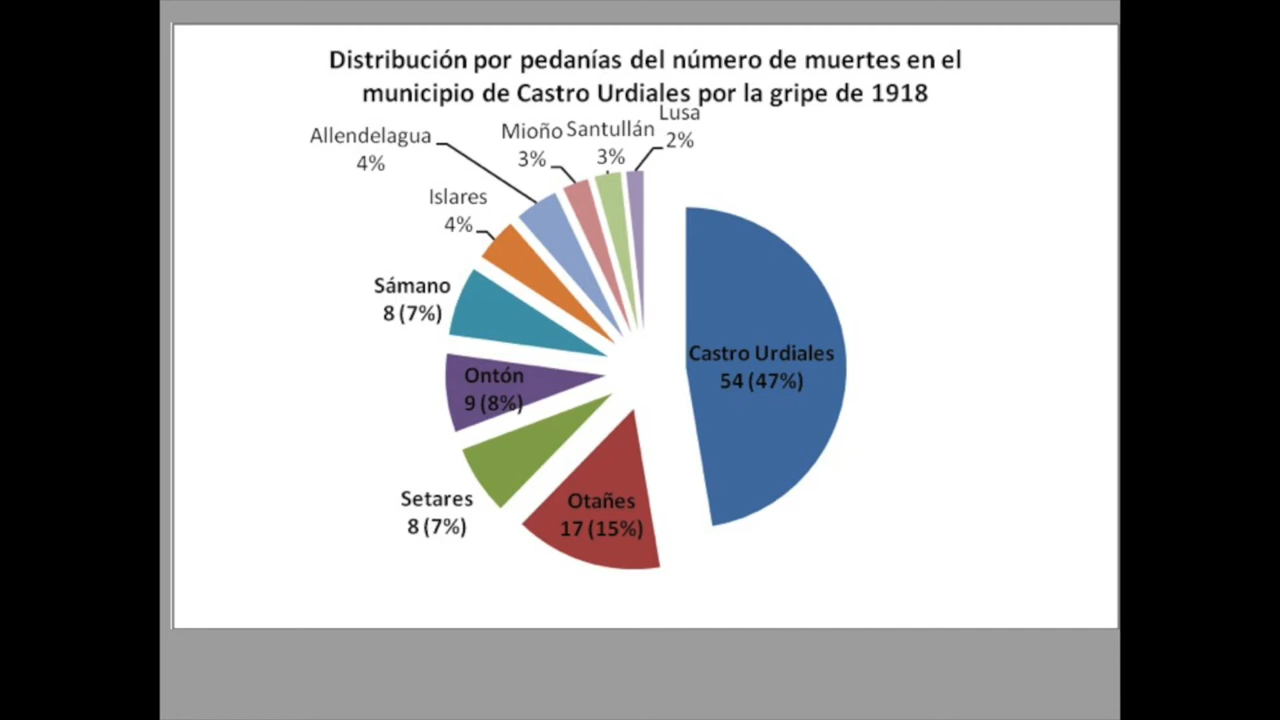 Distribución por pedanías del número de muertes en el
municipio de Castro Urdiales por la gripe de 1918
Lusa
2%
Santullán
3%
Mioño
3%
Allendelagua
4%
Islares
4%
Sámano
8 (7%)
Ontón
9 (8%)
Setares
8 (7%)
Otañes
17 (15%)
Castro Urdiales
54 (47%)